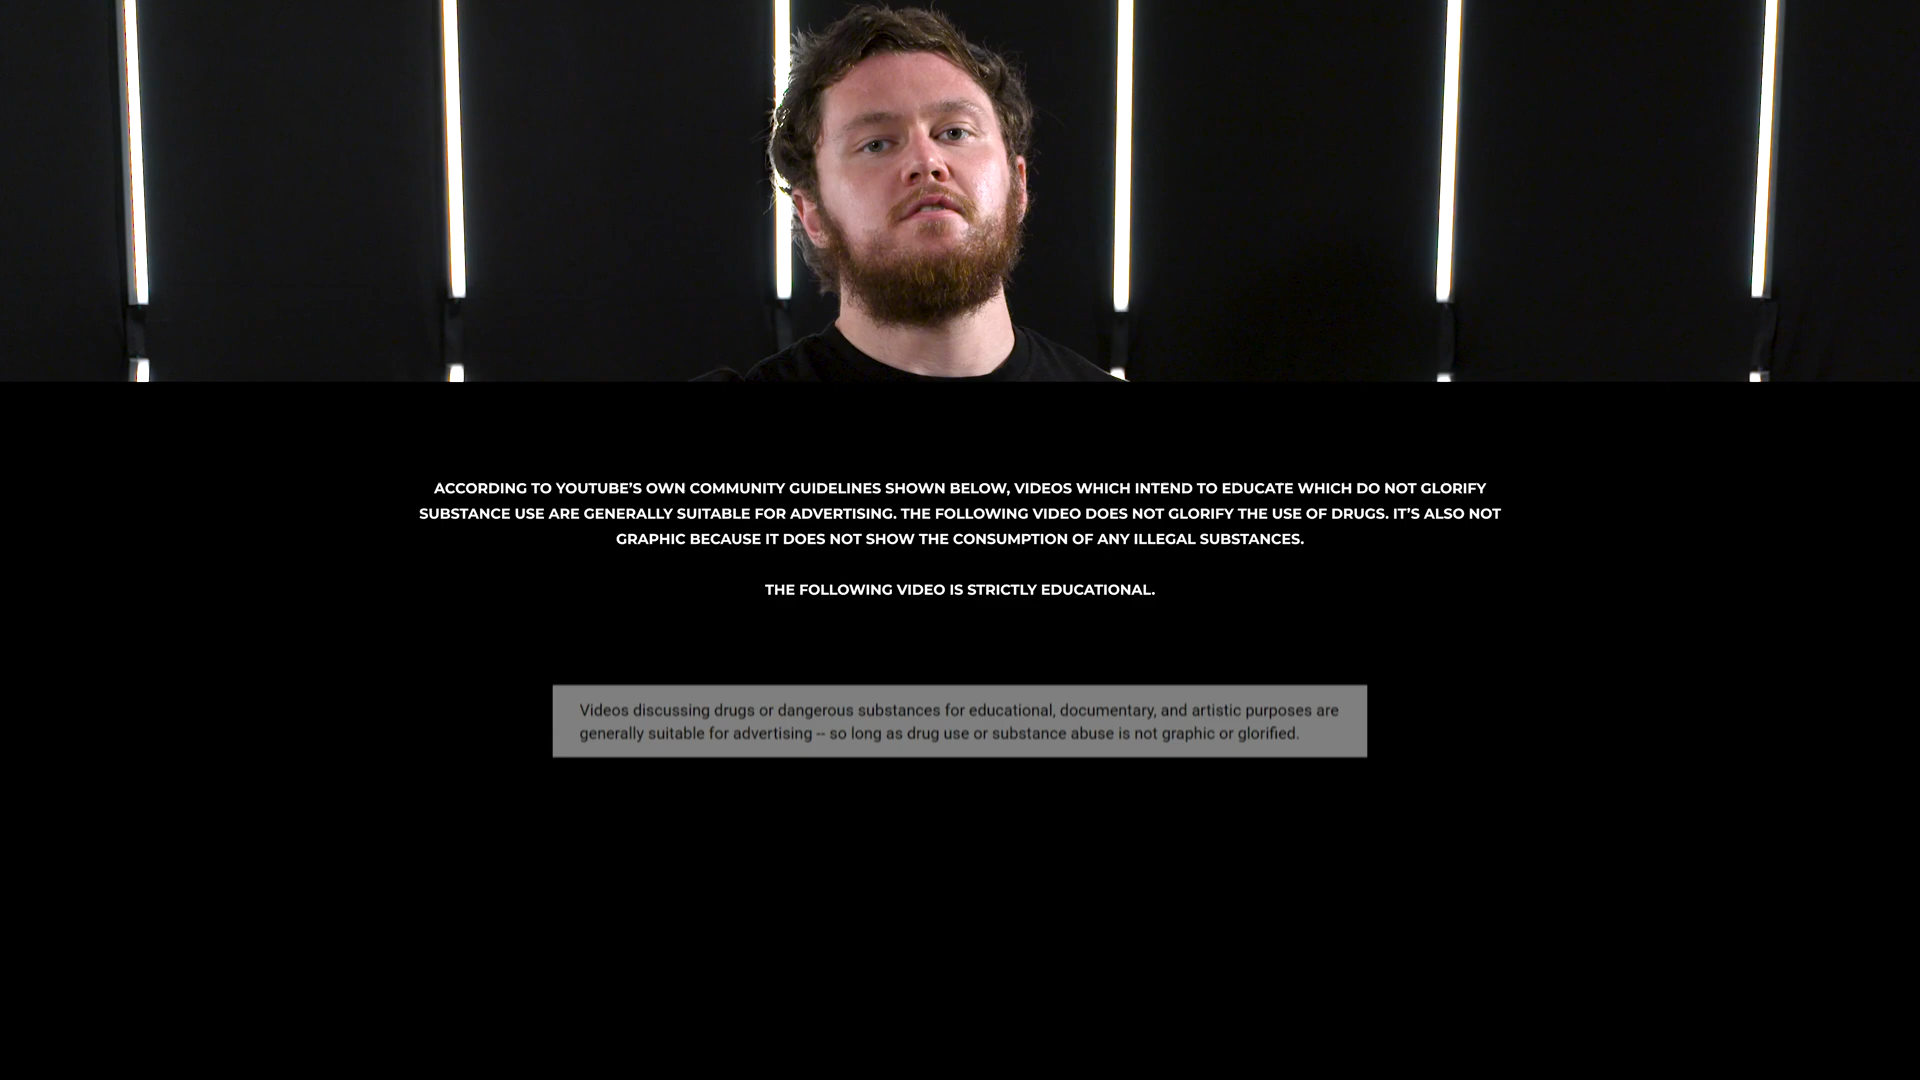 ACCORDING TO YOUTUBE’S OWN COMMUNITY GUIDELINES SHOWN BELOW, VIDEOS WHICH INTEND TO EDUCATE WHICH DO NOT GLORIFY
SUBSTANCE USE ARE GENERALLY SUITABLE FOR ADVERTISING. THE FOLLOWING VIDEO DOES NOT GLORIFY THE USE OF DRUGS. IT’S ALSO NOT
GRAPHIC BECAUSE IT DOES NOT SHOW THE CONSUMPTION OF ANY ILLEGAL SUBSTANCES.
THE FOLLOWING VIDEO IS STRICTLY EDUCATIONAL.
Videos discussing drugs or dangerous substances for educational, documentary, and artistic purposes are
generally suitable for advertising -- so long as drug use or substance abuse is not graphic or glorified.